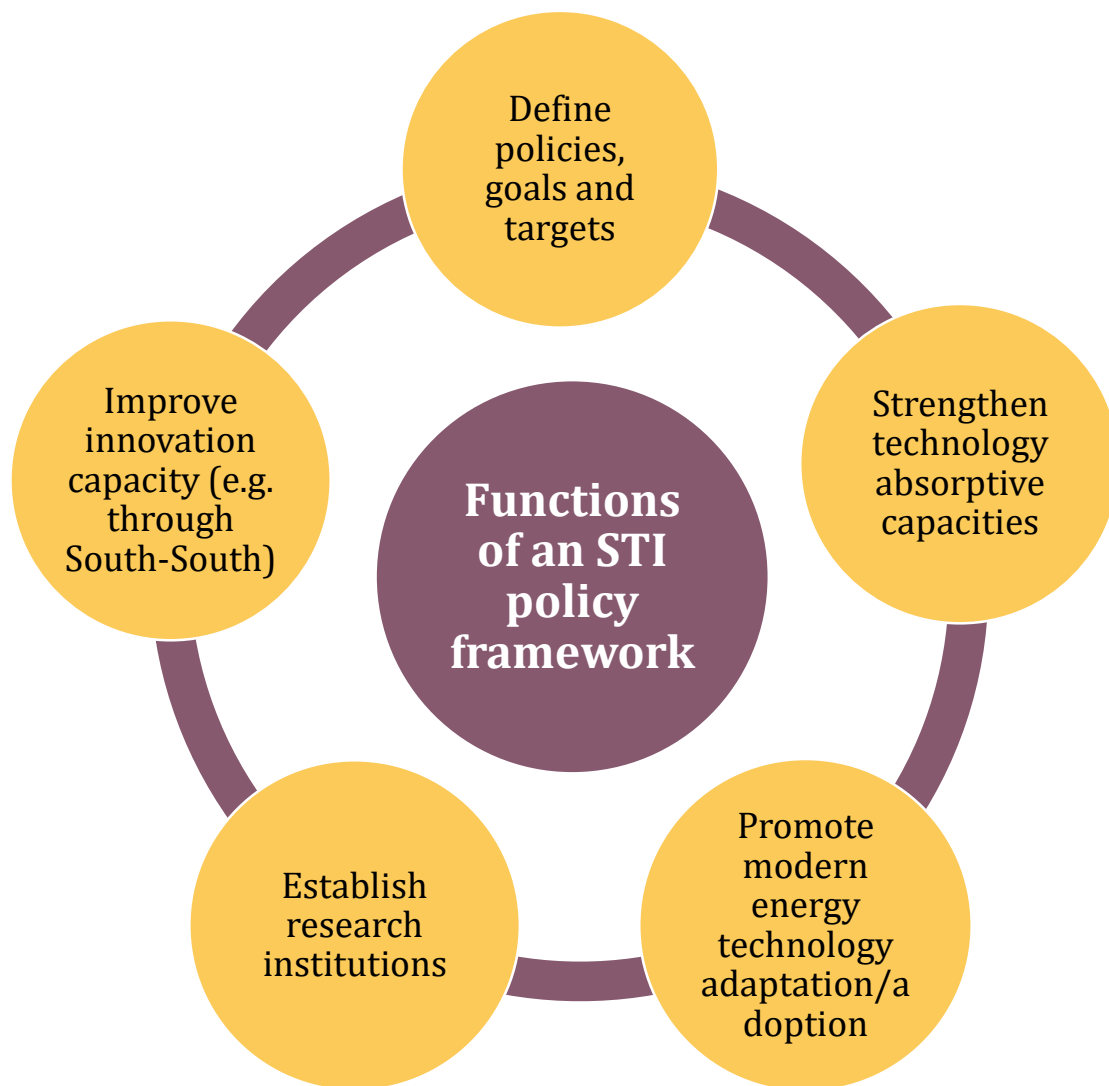 Define
policies,
goals and
targets
Strengthen
technology
absorptive
capacities
Promote
modern
energy
technology
adaptation/a
doption
Establish
research
institutions
Improve
innovation
capacity (e.g.
through
South-South)
Functions
of an STI
policy
framework